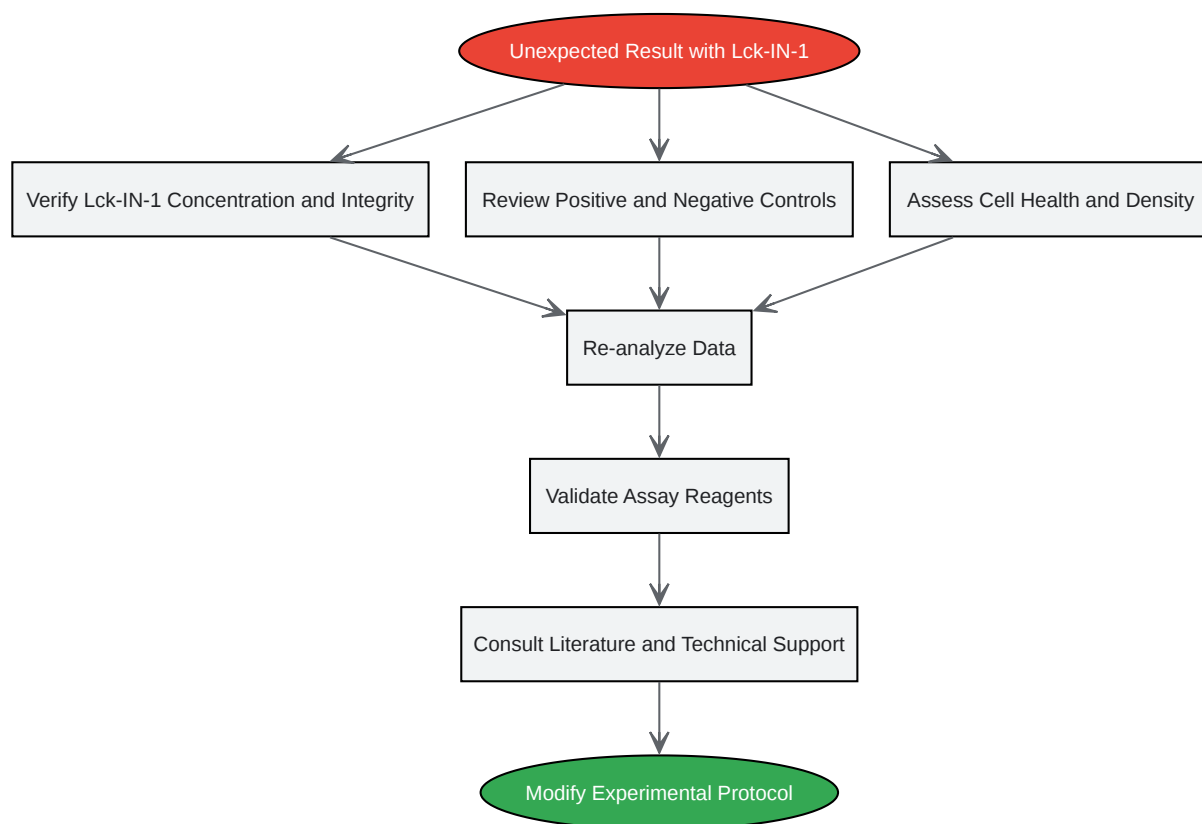 Unexpected Result with Lck-IN-1
Verify Lck-IN-1 Concentration and Integrity
Review Positive and Negative Controls
Assess Cell Health and Density
Re-analyze Data
Validate Assay Reagents
Consult Literature and Technical Support
Modify Experimental Protocol